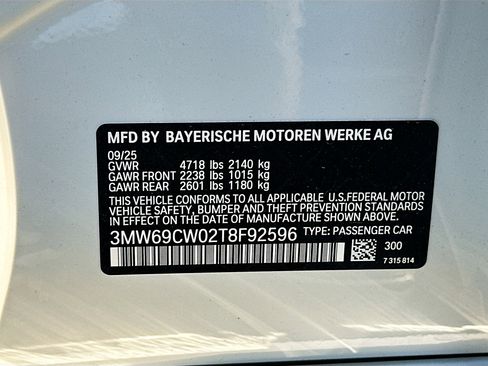 MFD BY BAYERISCHE MOTOREN WERKE AG
09/25
GVWR 4718 lbs 2140 kg
GAWR FRONT 2238 lbs 1015 kg
GAWR REAR 2601 lbs 1180 kg
THIS VEHICLE CONFORMS TO ALL APPLICABLE U.S.FEDERAL MOTOR
VEHICLE SAFETY, BUMPER AND THEFT PREVENTION STANDARDS
IN EFFECT ON THE DATE OF MANUFACTURE SHOWN ABOVE.
3MW69CW02T8F92596 TYPE: PASSENGER CAR
300
7 315 814